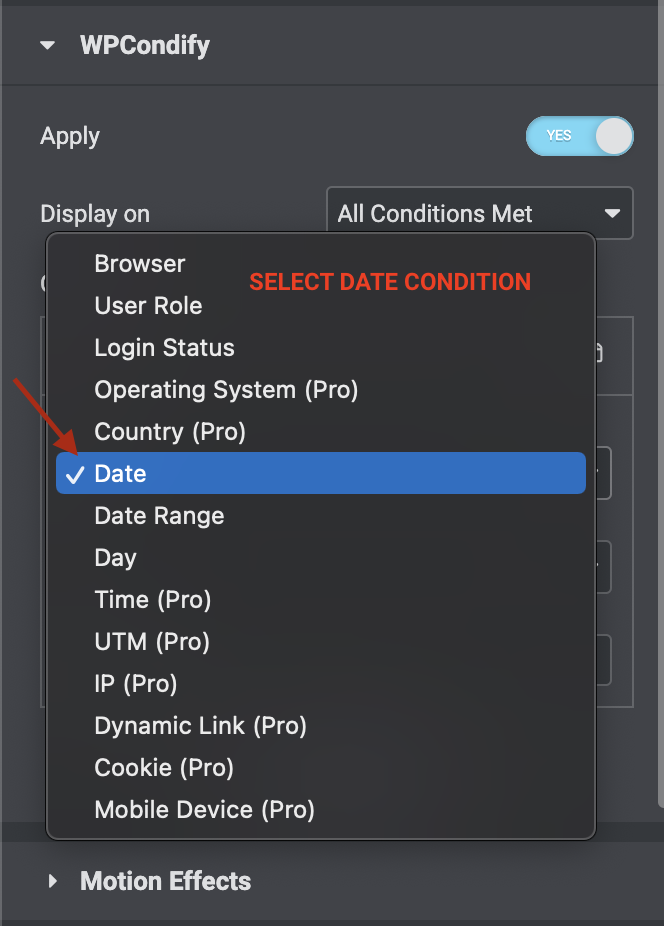 WPCondify
Apply
YES
Display on
All Conditions Met
Browser
SELECT DATE CONDITION
User Role
Login Status
Operating System (Pro)
Country (Pro)
Date
Date Range
Day
Time (Pro)
UTM (Pro)
IP (Pro)
Dynamic Link (Pro)
Cookie (Pro)
Mobile Device (Pro)
Motion Effects